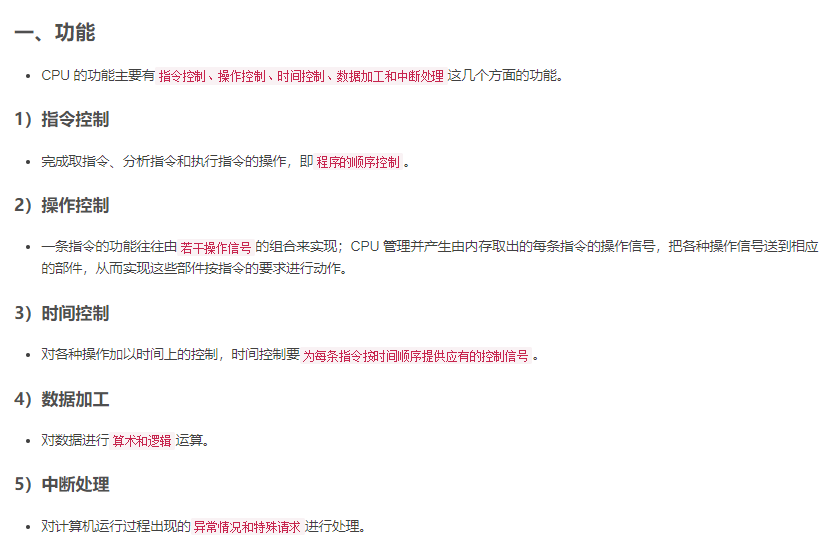 一、功能
• CPU 的功能主要有 指令控制、操作控制、时间控制、数据加工和中断处理 这几个方面的功能。
1）指令控制
• 完成取指令、分析指令和执行指令的操作，即 程序的顺序控制 。
2）操作控制
• 一条指令的功能往往由 若干操作信号 的组合来实现；CPU 管理并产生由内存取出的每条指令的操作信号，把各种操作信号送到相应
的部件，从而实现这些部件按指令的要求进行动作。
3）时间控制
• 对各种操作加以时间上的控制，时间控制要 为每条指令按时间顺序提供应有的控制信号 。
4）数据加工
• 对数据进行 算术和逻辑 运算。
5）中断处理
• 对计算机运行过程出现的 异常情况和特殊请求 进行处理。